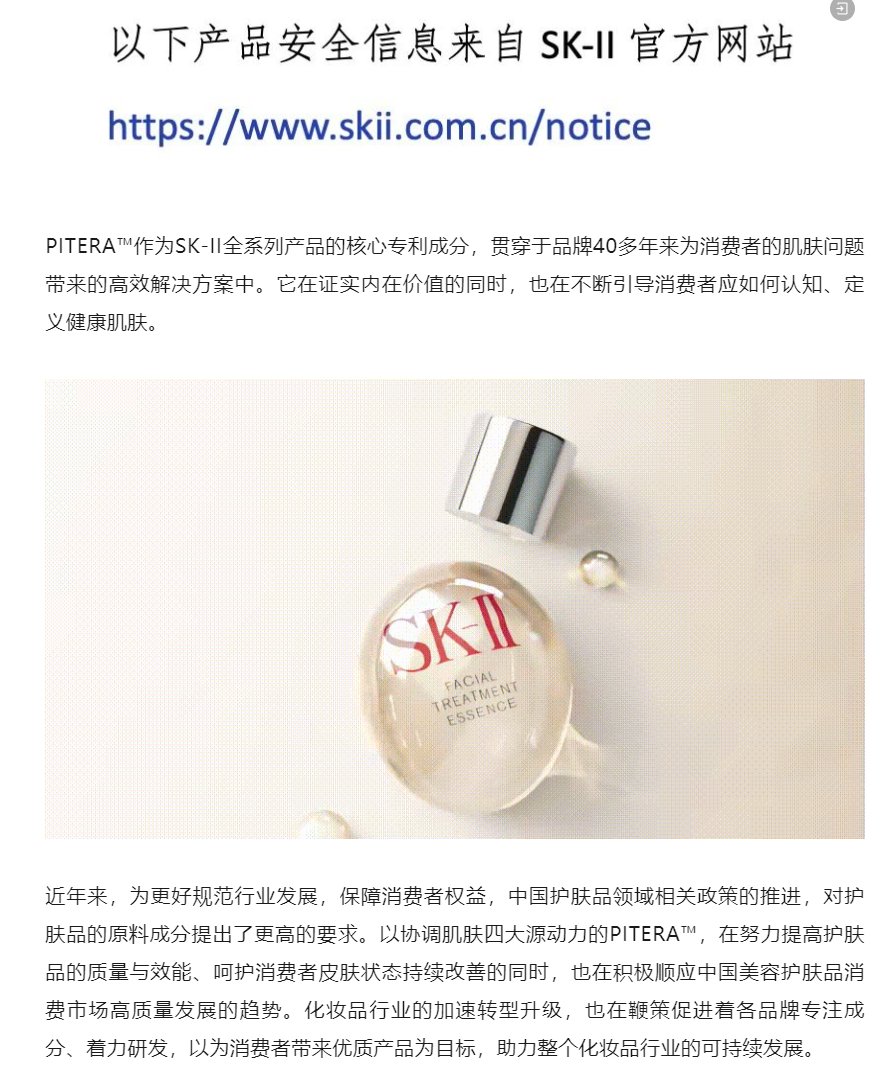 以下产品安全信息来自 SK-II 官方网站
https://www.skii.com.cn/notice
PITERA™作为SK-II全系列产品的核心专利成分，贯穿于品牌40多年来为消费者的肌肤问题
带来的高效解决方案中。它在证实内在价值的同时，也在不断引导消费者应如何认知、定
义健康肌肤。
SK-II
FACIAL
TREATMENT
ESSENCE
近年来，为更好规范行业发展，保障消费者权益，中国护肤品领域相关政策的推进，对护
肤品的原料成分提出了更高的要求。以协调肌肤四大源动力的PITERA™，在努力提高护肤
品的质量与效能、呵护消费者皮肤状态持续改善的同时，也在积极顺应中国美容护肤品消
费市场高质量发展的趋势。化妆品行业的加速转型升级，也在鞭策促进着各品牌专注成
分、着力研发，以为消费者带来优质产品为目标，助力整个化妆品行业的可持续发展。